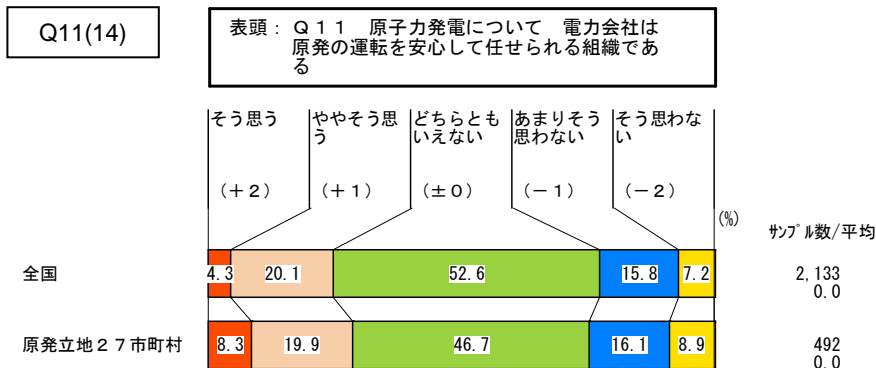 Q11(14)
表頭： Ｑ１１　原子力発電について　電力会社は
原発の運転を安心して任せられる組織であ
る
そう思う
ややそう思
う
どちらとも
いえない
あまりそう
思わない
そう思わな
い
（＋２）
（＋１）
（±０）
（－１）
（－２）
(%)
ｻﾝﾌﾟﾙ数/平均
全国
4.3 20.1 52.6 15.8 7.2
2,133
0.0
原発立地２７市町村
8.3 19.9 46.7 16.1 8.9
492
0.0